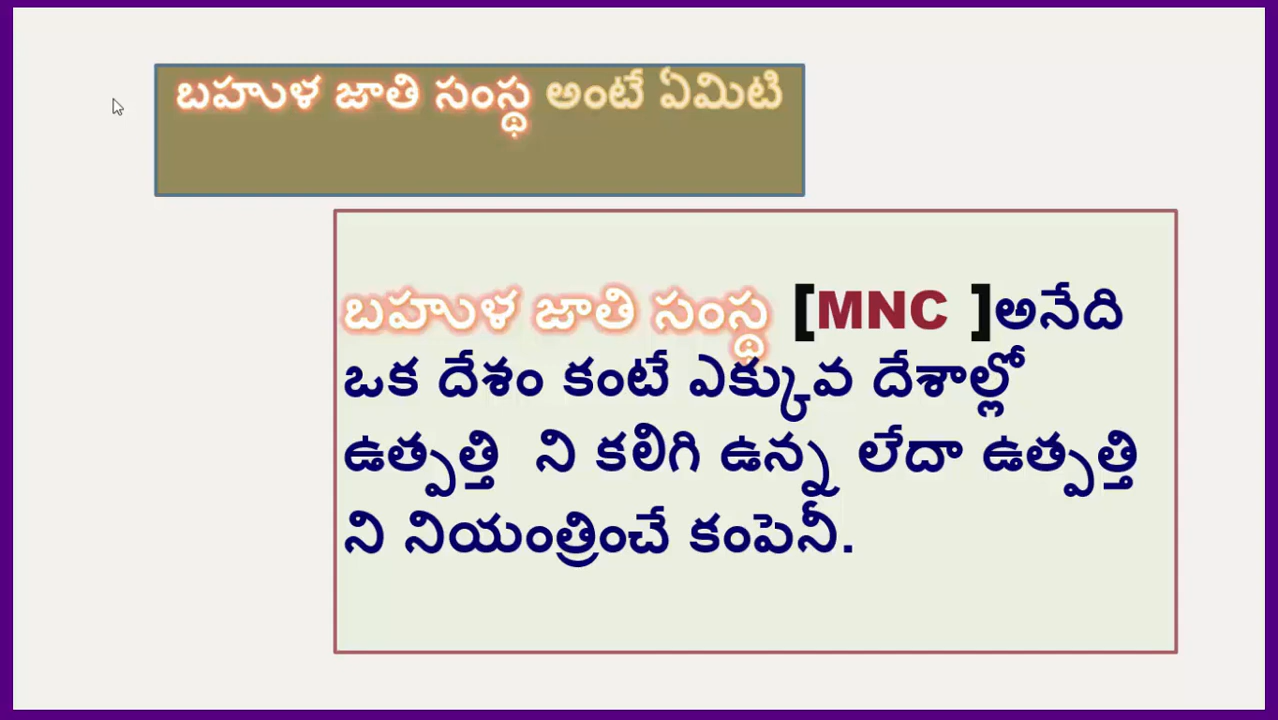 బహుళ జాతి సంస్థ అంటే ఏమిటి
బహుళ జాతి సంస్థ [MNC ]అనేది
ఒక దేశం కంటే ఎక్కువ దేశాల్లో
ఉత్పత్తి ని కలిగి ఉన్న లేదా ఉత్పత్తి
ని నియంత్రించే కంపెనీ.